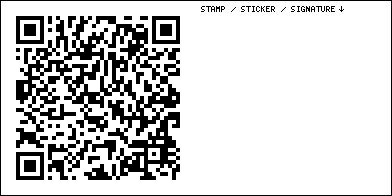 STAMP / STICKER / SIGNATURE ↓